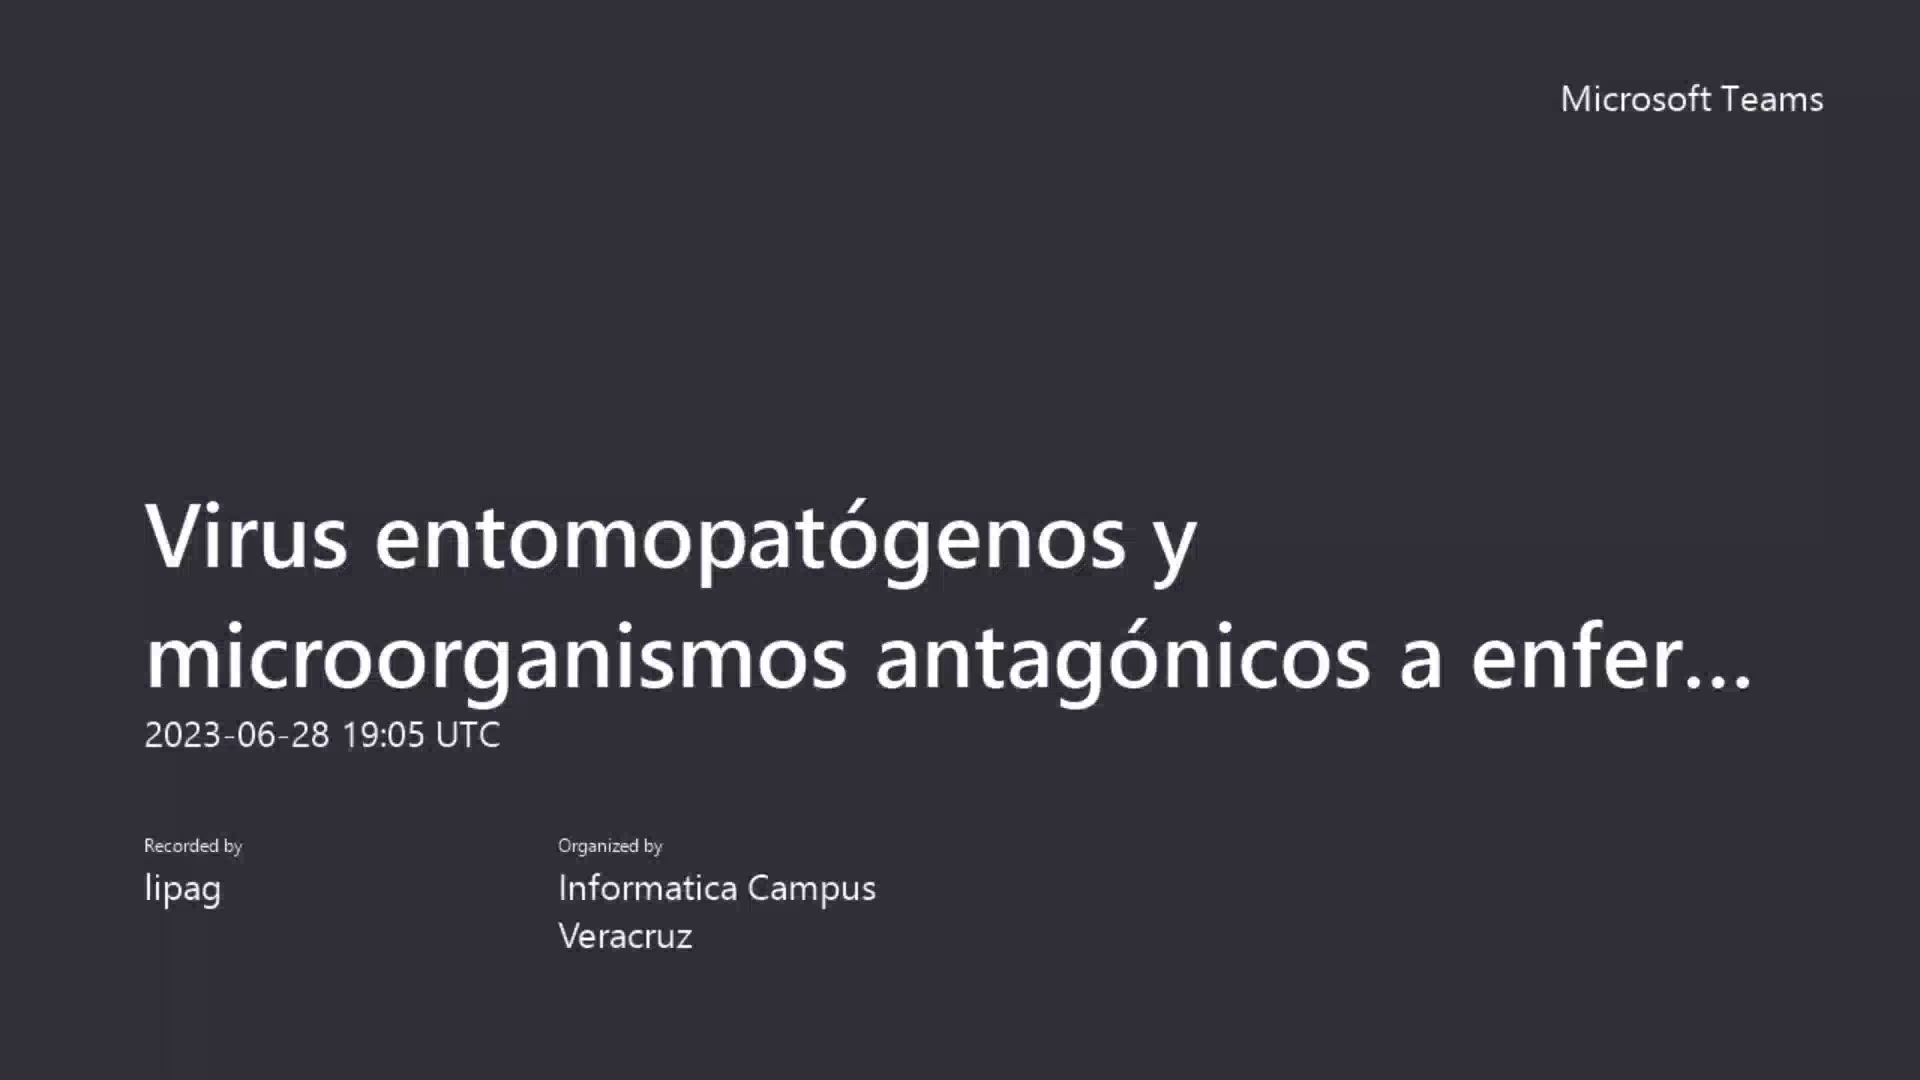 Microsoft Teams
Virus entomopatógenos y
microorganismos antagónicos a enfer...
2023-06-28 19:05 UTC
Recorded by
lipag
Organized by
Informatica Campus
Veracruz